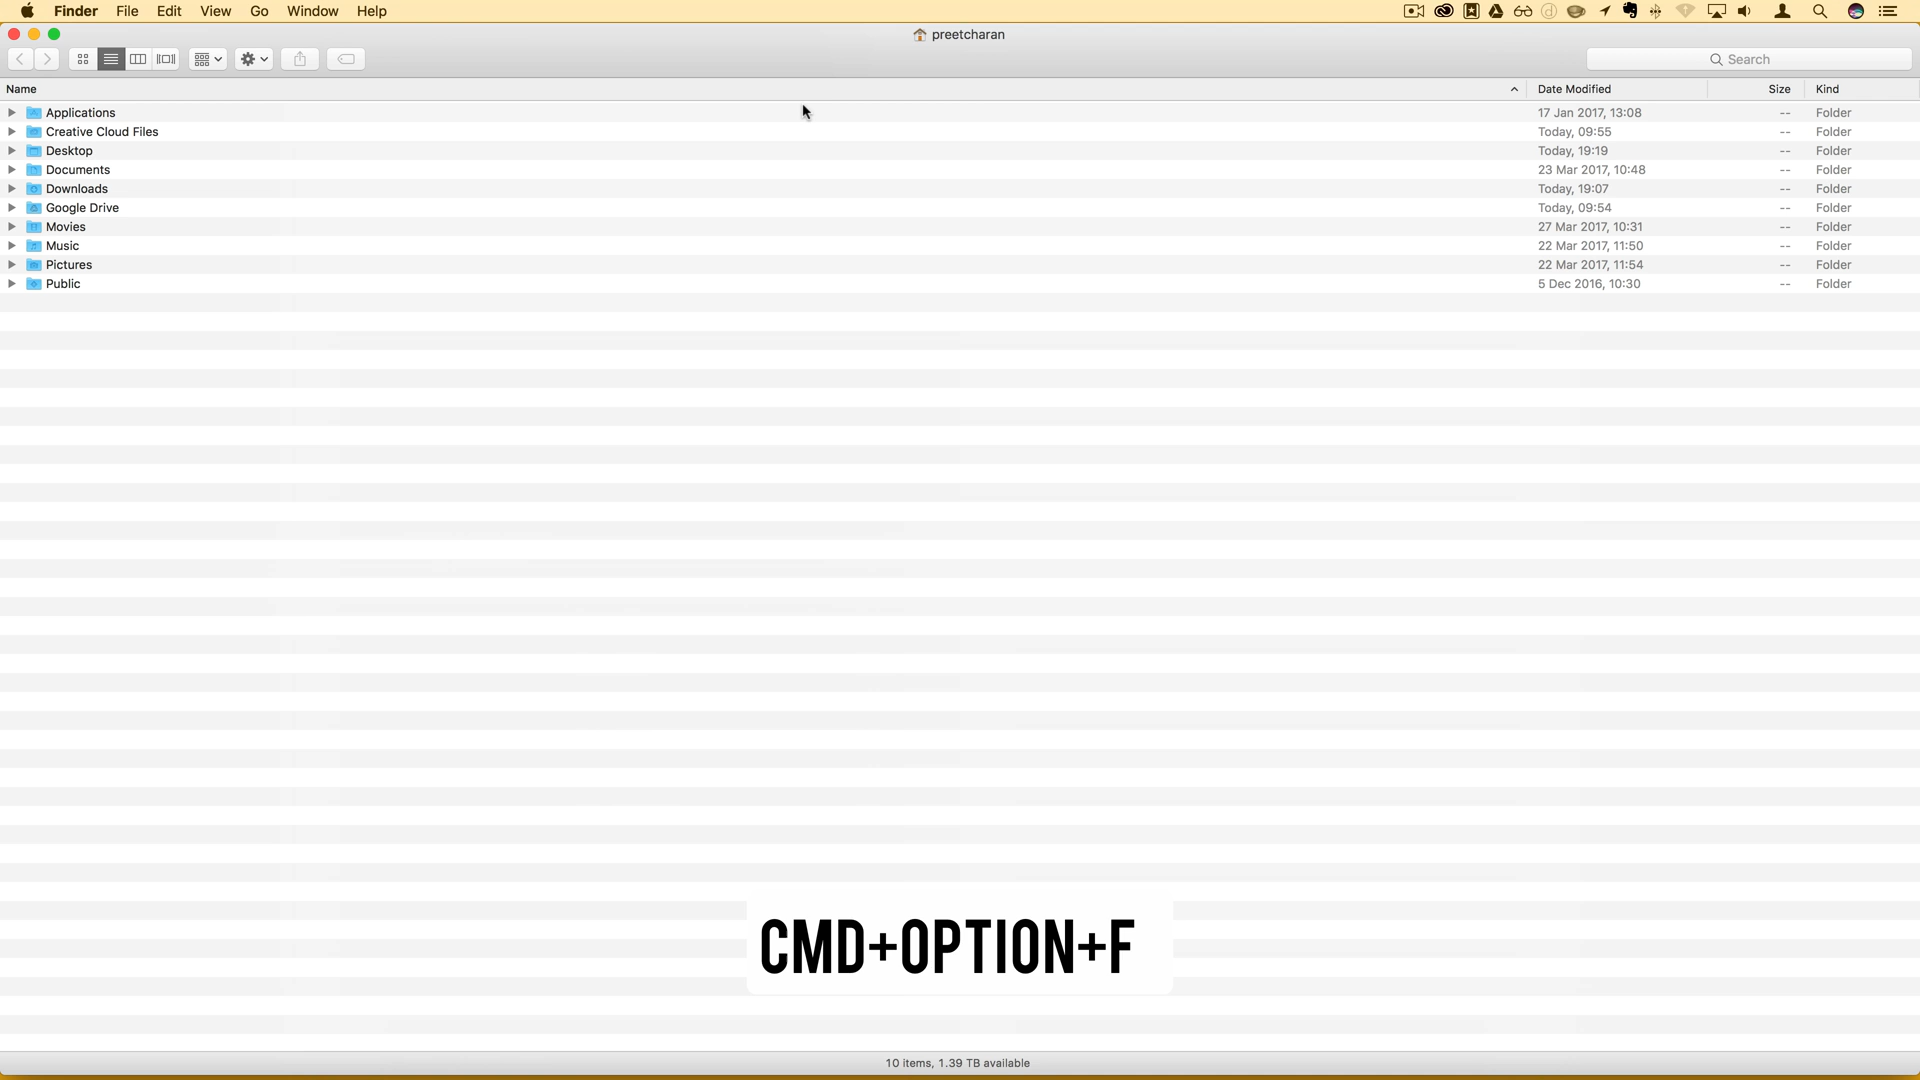 Finder File Edit View Go Window Help
preetcharan
Search
Name Date Modified Size Kind
Applications 17 Jan 2017, 13:08 -- Folder
Creative Cloud Files Today, 09:55 -- Folder
Desktop Today, 19:19 -- Folder
Documents 23 Mar 2017, 10:48 -- Folder
Downloads Today, 19:07 -- Folder
Google Drive Today, 09:54 -- Folder
Movies 27 Mar 2017, 10:31 -- Folder
Music 22 Mar 2017, 11:50 -- Folder
Pictures 22 Mar 2017, 11:54 -- Folder
Public 5 Dec 2016, 10:30 -- Folder
CMD+OPTION+F
10 items, 1.39 TB available